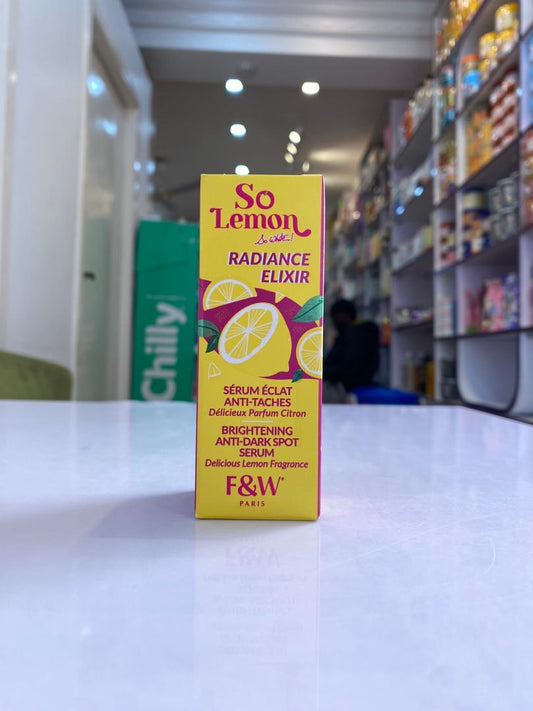 So
Lemon
So White!
RADIANCE
ELIXIR
SÉRUM ÉCLAT
ANTI-TACHES
Délicieux Parfum Citron
BRIGHTENING
ANTI-DARK SPOT
SERUM
Delicious Lemon Fragrance
F&W
PARIS
Chilly